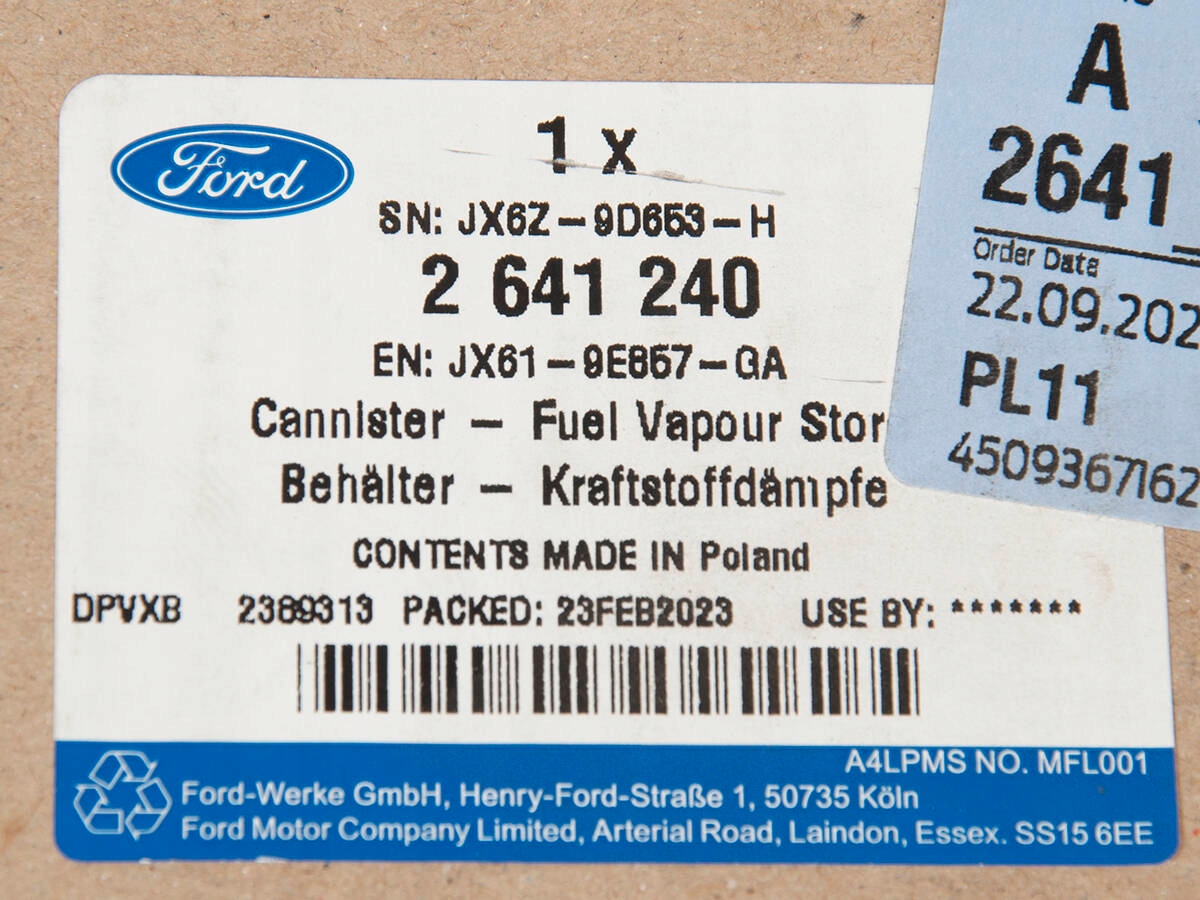 Ford
1 x
SN: JX6Z-9D653-H
2 641 240
EN: JX61-9E857-GA
Cannister - Fuel Vapour Stor
Behälter - Kraftstoffdämpfe
CONTENTS MADE IN Poland
DPVXB 2389313 PACKED: 23FEB2023 USE BY: *******
A4LPMS NO. MFL001
Ford-Werke GmbH, Henry-Ford-Straße 1, 50735 Köln
Ford Motor Company Limited, Arterial Road, Laindon, Essex. SS15 6EE
A
2641
Order Date
22.09.202
PL11
4509367162